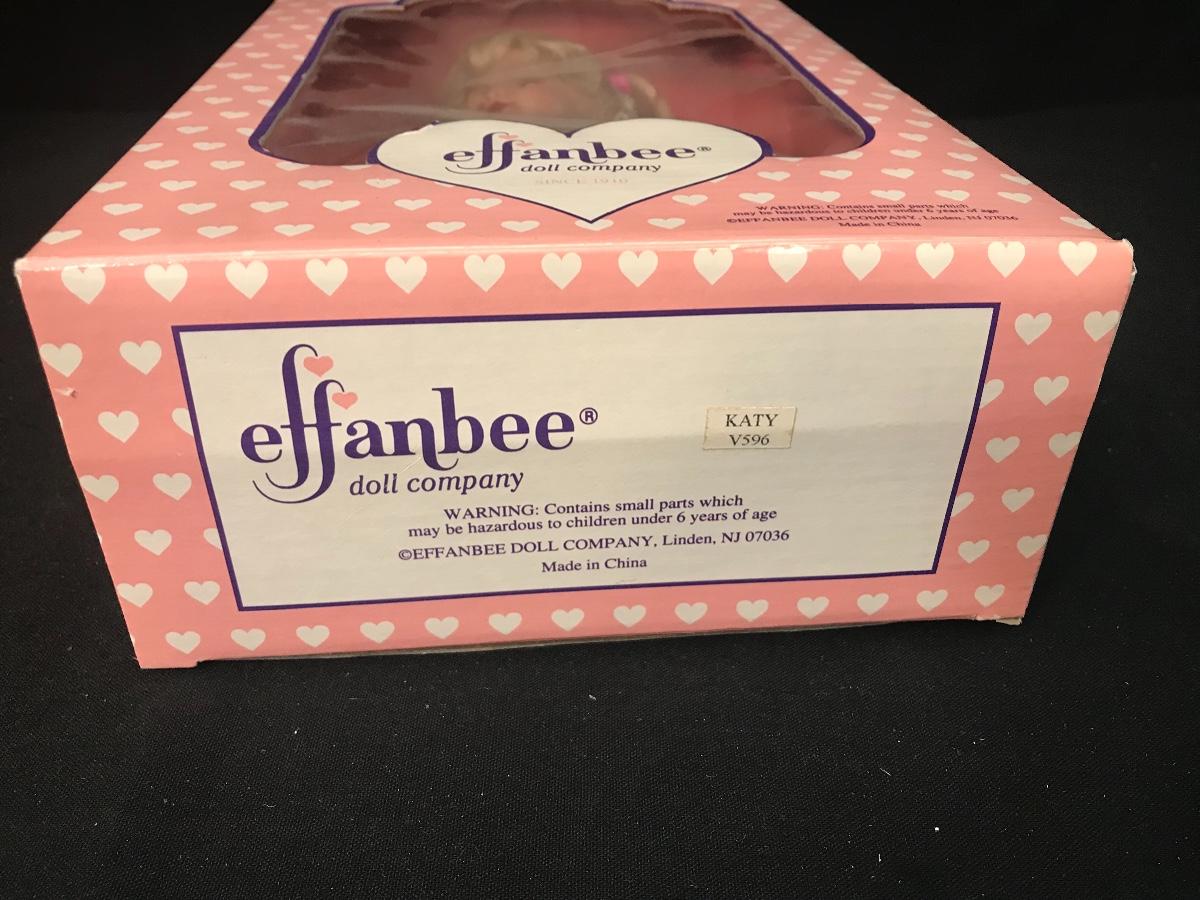 effanbee®
doll company
SINCE 1910
WARNING: Contains small parts which
may be hazardous to children under 6 years of age
©EFFANBEE DOLL COMPANY, Linden, NJ 07036
Made in China
effanbee®
doll company
KATY
V596
WARNING: Contains small parts which
may be hazardous to children under 6 years of age
©EFFANBEE DOLL COMPANY, Linden, NJ 07036
Made in China